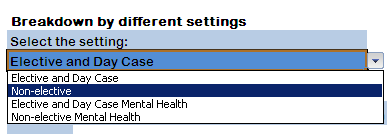 Breakdown by different settings
Select the setting:
Elective and Day Case
Elective and Day Case
Non-elective
Elective and Day Case Mental Health
Non-elective Mental Health